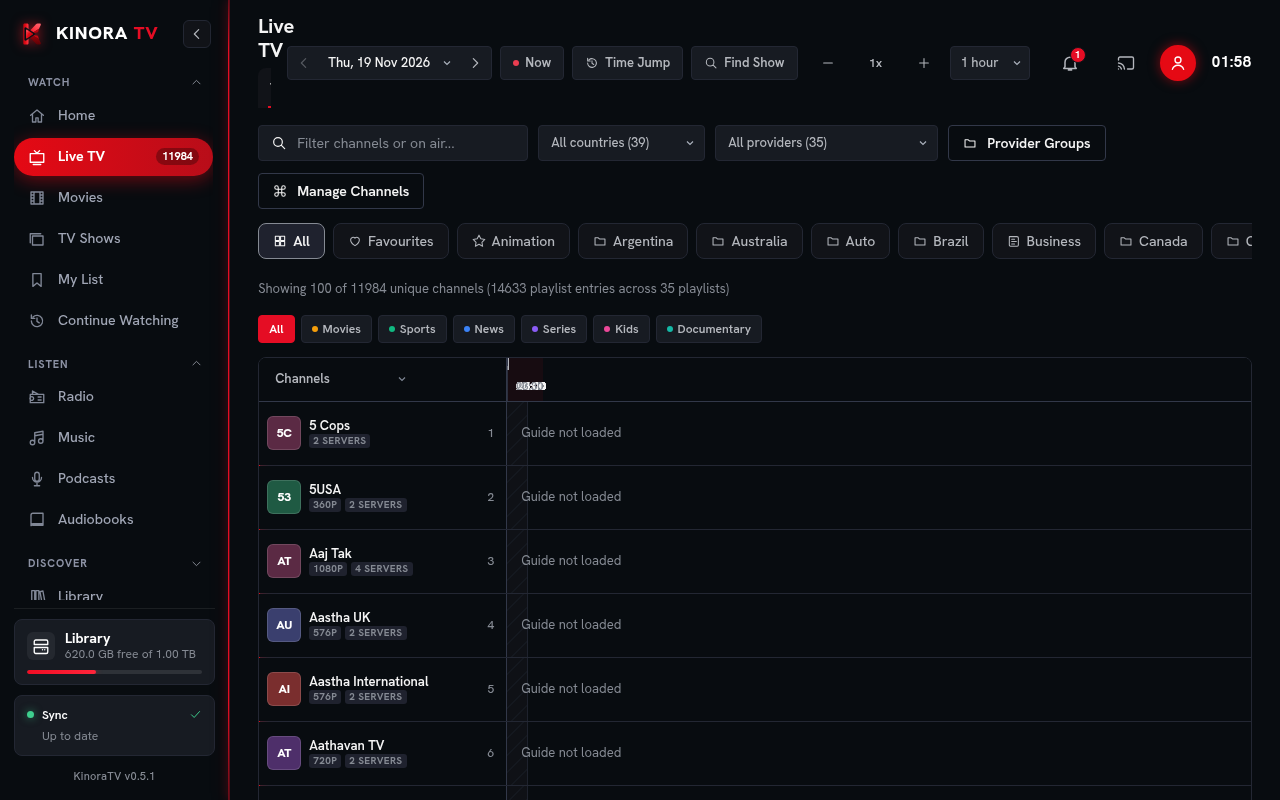 KINORA TV
WATCH
Home
Live TV 11984
Movies
TV Shows
My List
Continue Watching
LISTEN
Radio
Music
Podcasts
Audiobooks
DISCOVER
Library
Library
620.0 GB free of 1.00 TB
Sync
Up to date
KinoraTV v0.5.1
Live TV
Thu, 19 Nov 2026
Now
Time Jump
Find Show
1x
1 hour
1
01:58
Filter channels or on air...
All countries (39)
All providers (35)
Provider Groups
Manage Channels
All
Favourites
Animation
Argentina
Australia
Auto
Brazil
Business
Canada
Showing 100 of 11984 unique channels (14633 playlist entries across 35 playlists)
All
Movies
Sports
News
Series
Kids
Documentary
Channels
5C 5 Cops 1 Guide not loaded
2 SERVERS
53 5USA 2 Guide not loaded
360P 2 SERVERS
AT Aaj Tak 3 Guide not loaded
1080P 4 SERVERS
AU Aastha UK 4 Guide not loaded
576P 2 SERVERS
AI Aastha International 5 Guide not loaded
576P 2 SERVERS
AT Aathavan TV 6 Guide not loaded
720P 2 SERVERS